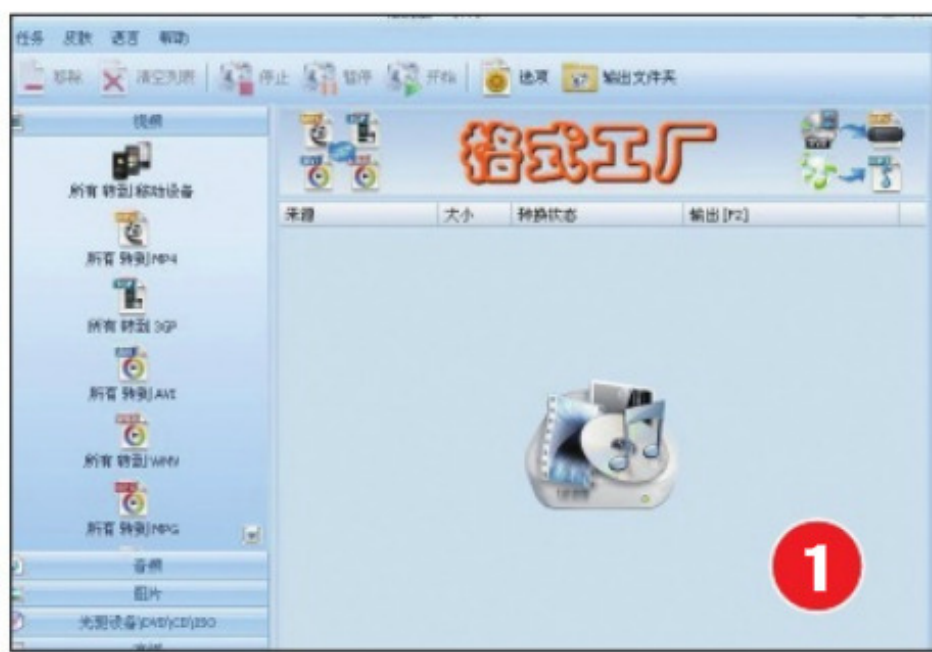 任务 皮肤 语言 帮助
移除 清空列表 停止 暂停 开始 选项 输出文件夹
视频
格式工厂
所有 转到 移动设备
来源 大小 转换状态 输出 [F2]
所有 转到 MP4
所有 转到 3GP
所有 转到 AVI
所有 转到 WMV
所有 转到 MPG
音频
图片
光驱设备\DVD\CD\ISO
1